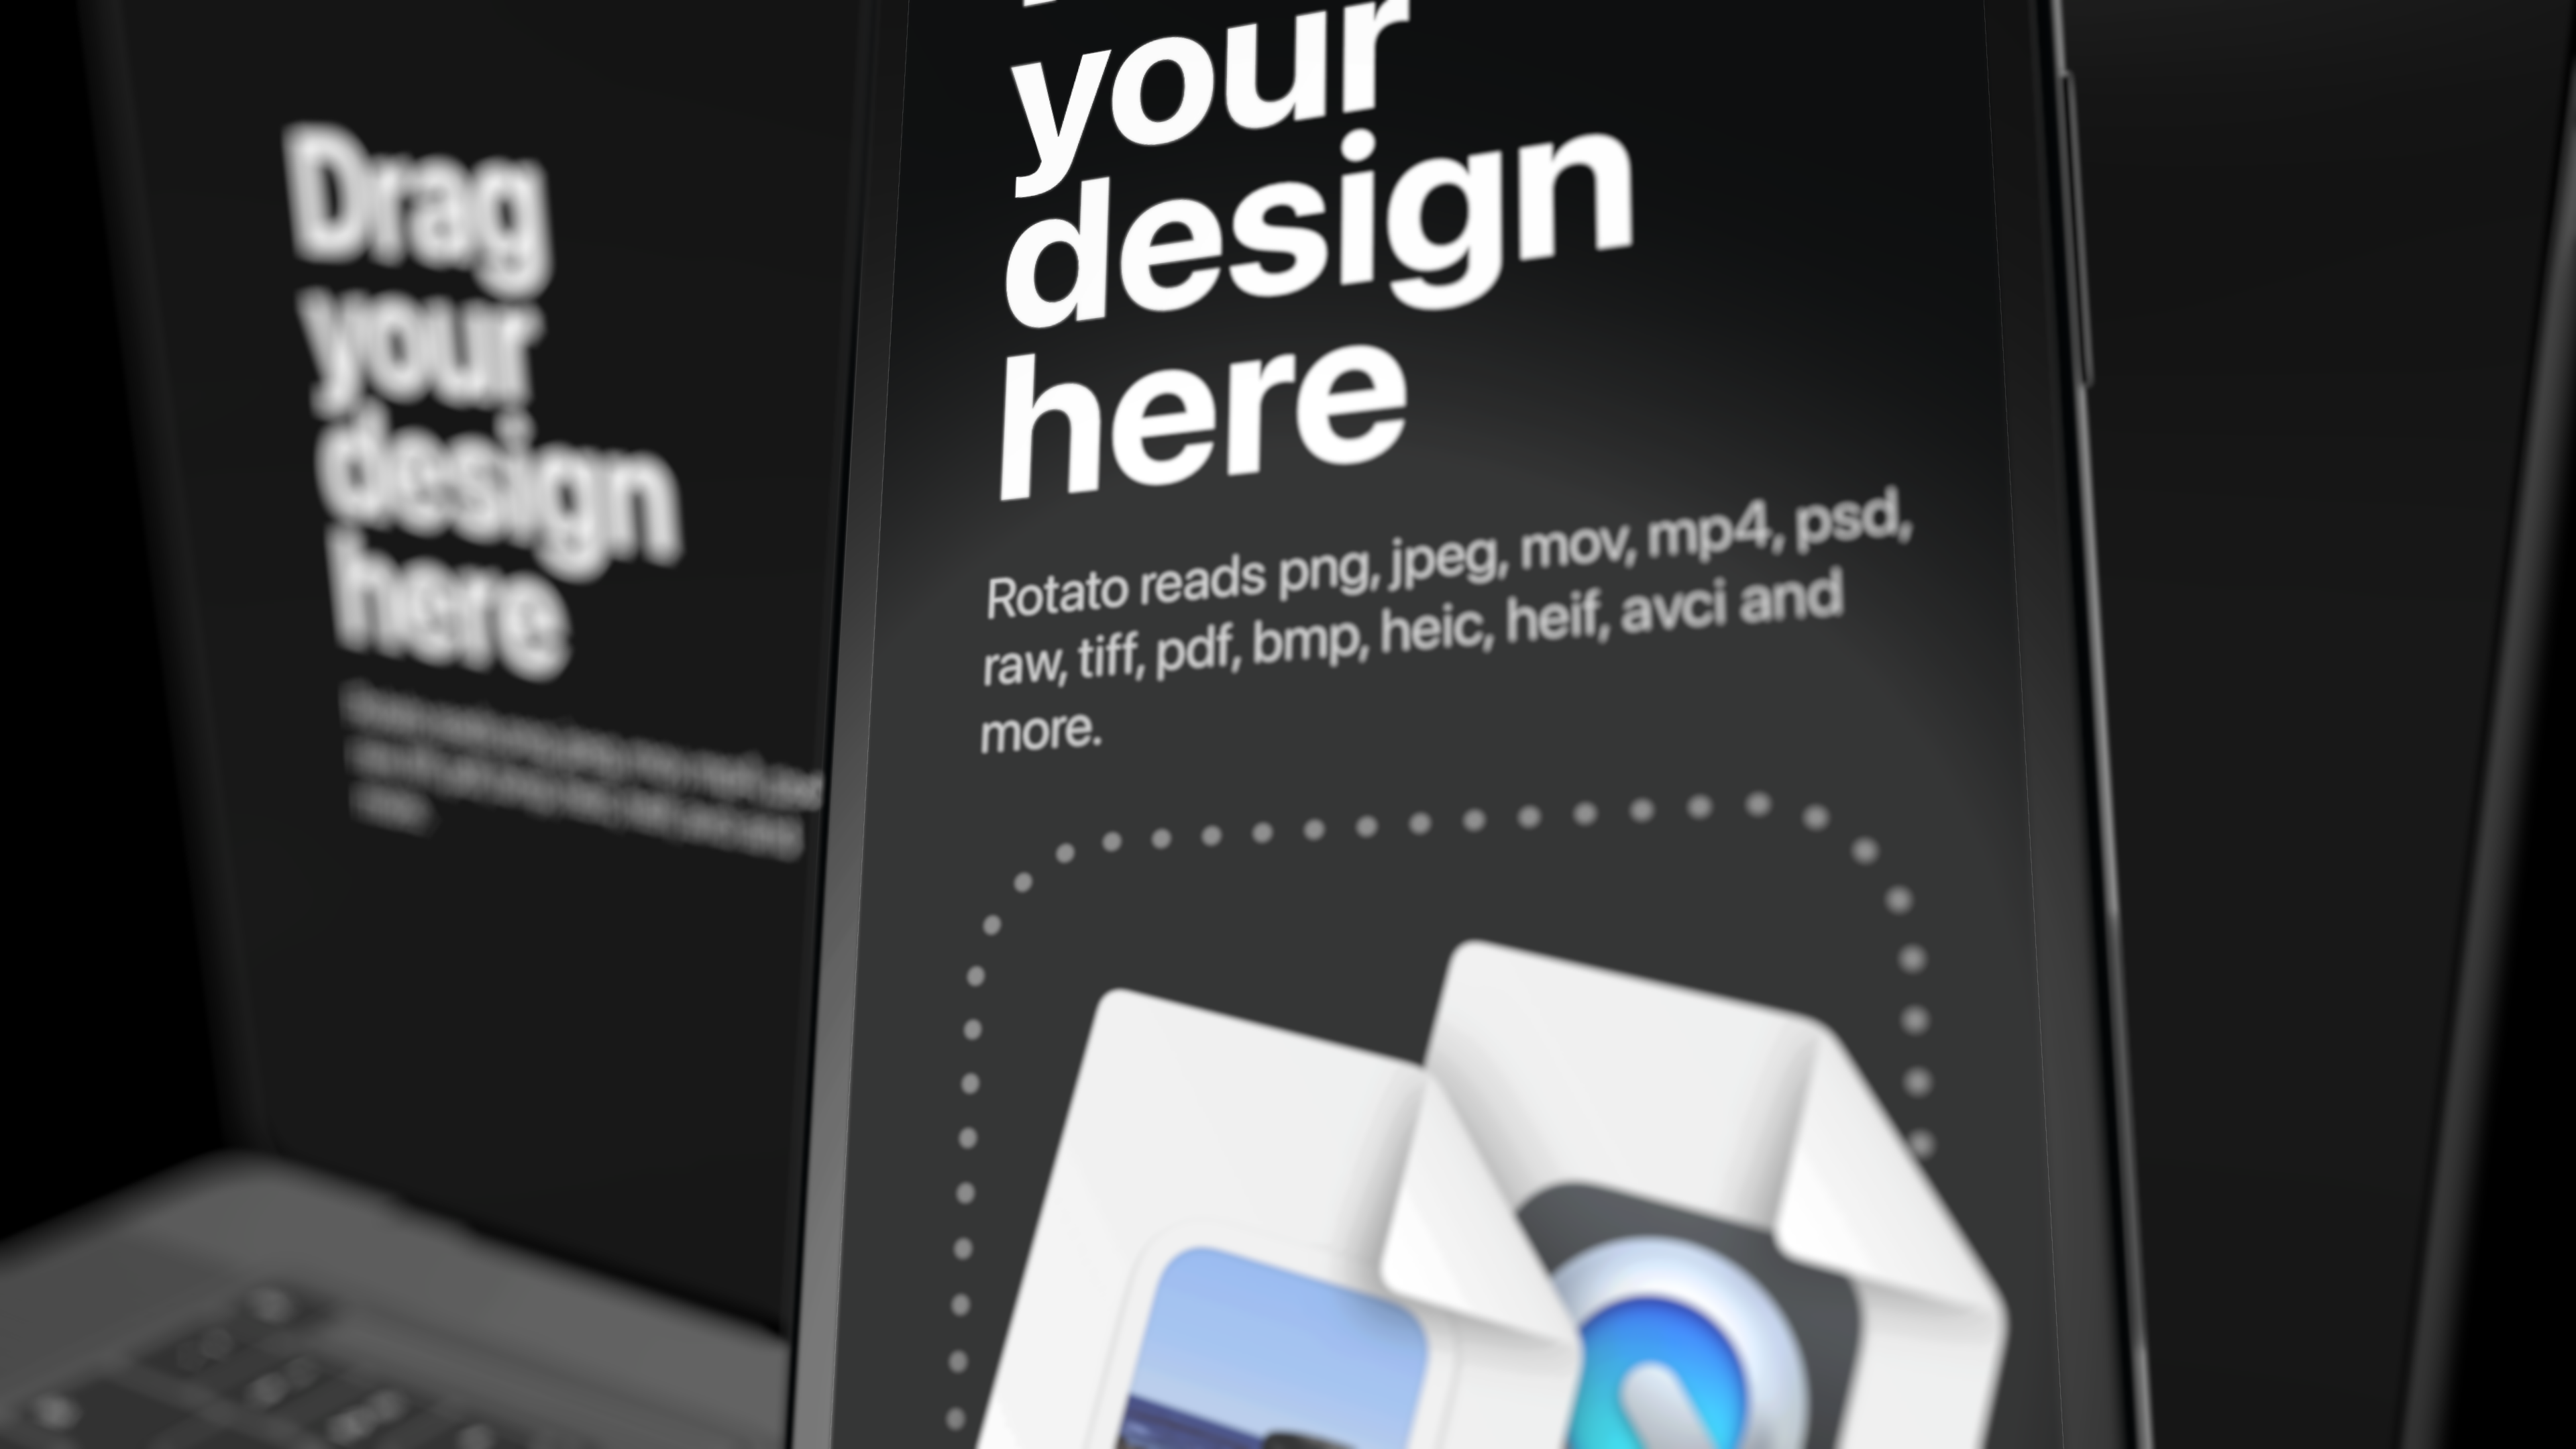 Drag
your
design
here
your
design
here
Rotato reads png, jpeg, mov, mp4, psd,
raw, tiff, pdf, bmp, heic, heif, avci and
more.